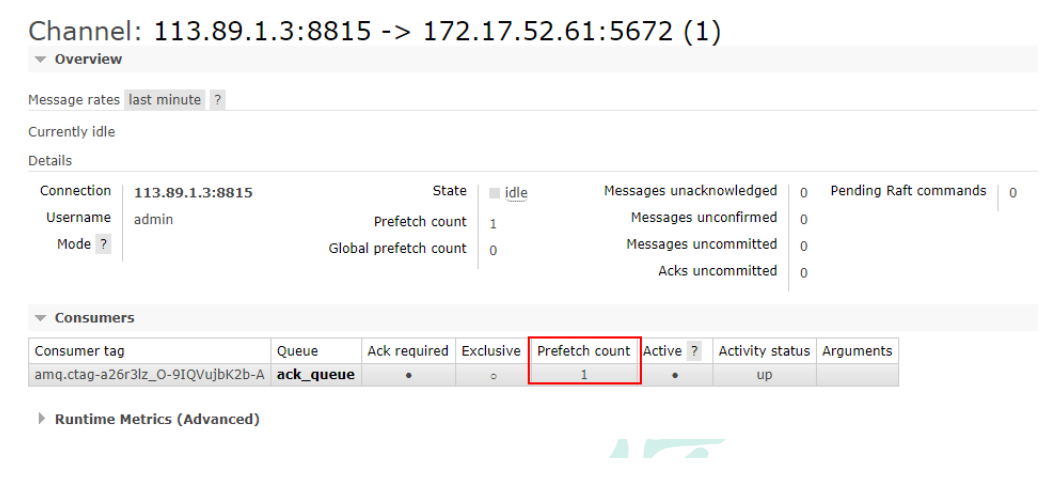 Channel: 113.89.1.3:8815 -> 172.17.52.61:5672 (1)
Overview
Message rates last minute ?
Currently idle
Details
Connection 113.89.1.3:8815 State idle Messages unacknowledged 0 Pending Raft commands 0
Username admin Prefetch count 1 Messages unconfirmed 0
Mode ? Global prefetch count 0 Messages uncommitted 0
Acks uncommitted 0
Consumers
Consumer tag Queue Ack required Exclusive Prefetch count Active ? Activity status Arguments
amq.ctag-a26r3lz_O-9IQVujbK2b-A ack_queue ● ○ 1 ● up
Runtime Metrics (Advanced)